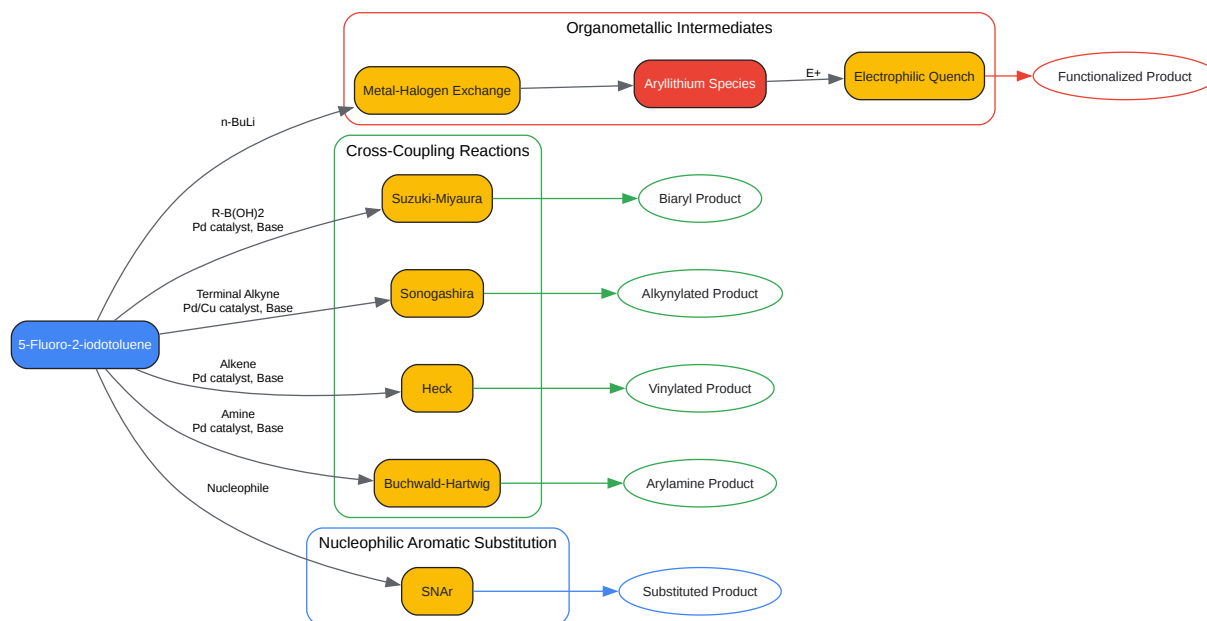 Organometallic Intermediates
Metal-Halogen Exchange
Aryllithium Species
E+
Electrophilic Quench
Functionalized Product
n-BuLi
Cross-Coupling Reactions
R-B(OH)2
Pd catalyst, Base
Suzuki-Miyaura
Biaryl Product
Terminal Alkyne
Pd/Cu catalyst, Base
Sonogashira
Alkynylated Product
5-Fluoro-2-iodotoluene
Alkene
Pd catalyst, Base
Heck
Vinylated Product
Amine
Pd catalyst, Base
Buchwald-Hartwig
Arylamine Product
Nucleophile
Nucleophilic Aromatic Substitution
SNAr
Substituted Product